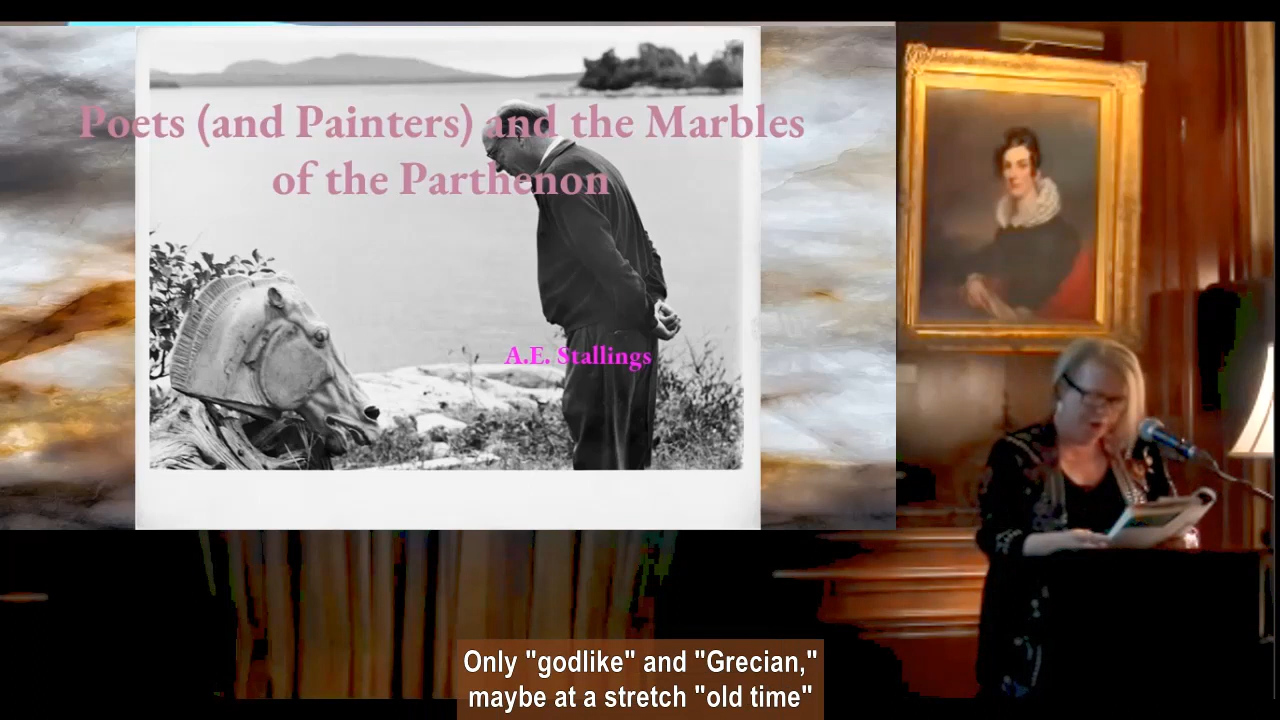 Poets (and Painters) and the Marbles
of the Parthenon
A.E. Stallings
Only "godlike" and "Grecian,"
maybe at a stretch "old time"